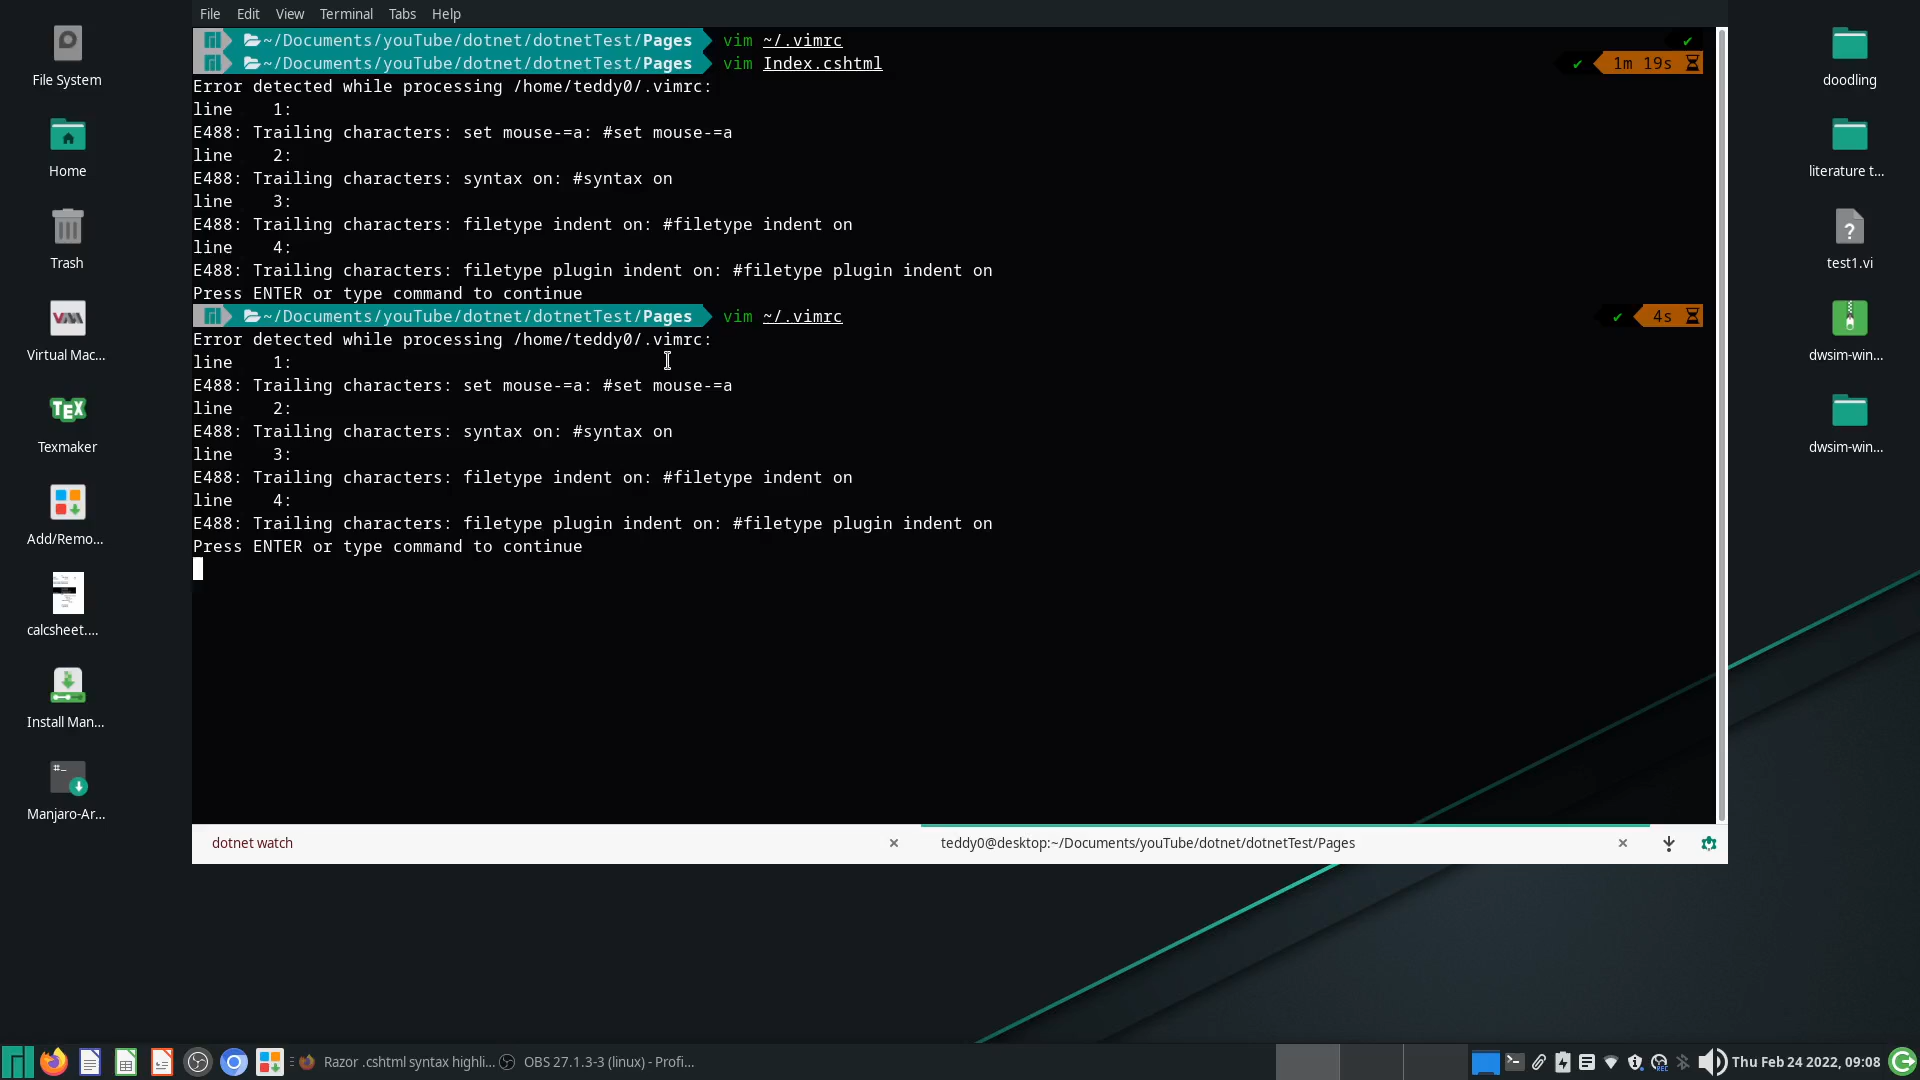 File Edit View Terminal Tabs Help
~/Documents/youTube/dotnet/dotnetTest/Pages vim ~/.vimrc ✔
~/Documents/youTube/dotnet/dotnetTest/Pages vim Index.cshtml ✔ 1m 19s
Error detected while processing /home/teddy0/.vimrc:
line    1:
E488: Trailing characters: set mouse-=a: #set mouse-=a
line    2:
E488: Trailing characters: syntax on: #syntax on
line    3:
E488: Trailing characters: filetype indent on: #filetype indent on
line    4:
E488: Trailing characters: filetype plugin indent on: #filetype plugin indent on
Press ENTER or type command to continue
~/Documents/youTube/dotnet/dotnetTest/Pages vim ~/.vimrc ✔ 4s
Error detected while processing /home/teddy0/.vimrc:
line    1:
E488: Trailing characters: set mouse-=a: #set mouse-=a
line    2:
E488: Trailing characters: syntax on: #syntax on
line    3:
E488: Trailing characters: filetype indent on: #filetype indent on
line    4:
E488: Trailing characters: filetype plugin indent on: #filetype plugin indent on
Press ENTER or type command to continue
dotnet watch
teddy0@desktop:~/Documents/youTube/dotnet/dotnetTest/Pages
File System
Home
Trash
Virtual Mac...
TEX
Texmaker
Add/Remo...
calcsheet....
Install Man...
Manjaro-Ar...
doodling
literature t...
?
test1.vi
dwsim-win...
dwsim-win...
Razor .cshtml syntax highli...
OBS 27.1.3-3 (linux) - Profi...
Thu Feb 24 2022, 09:08